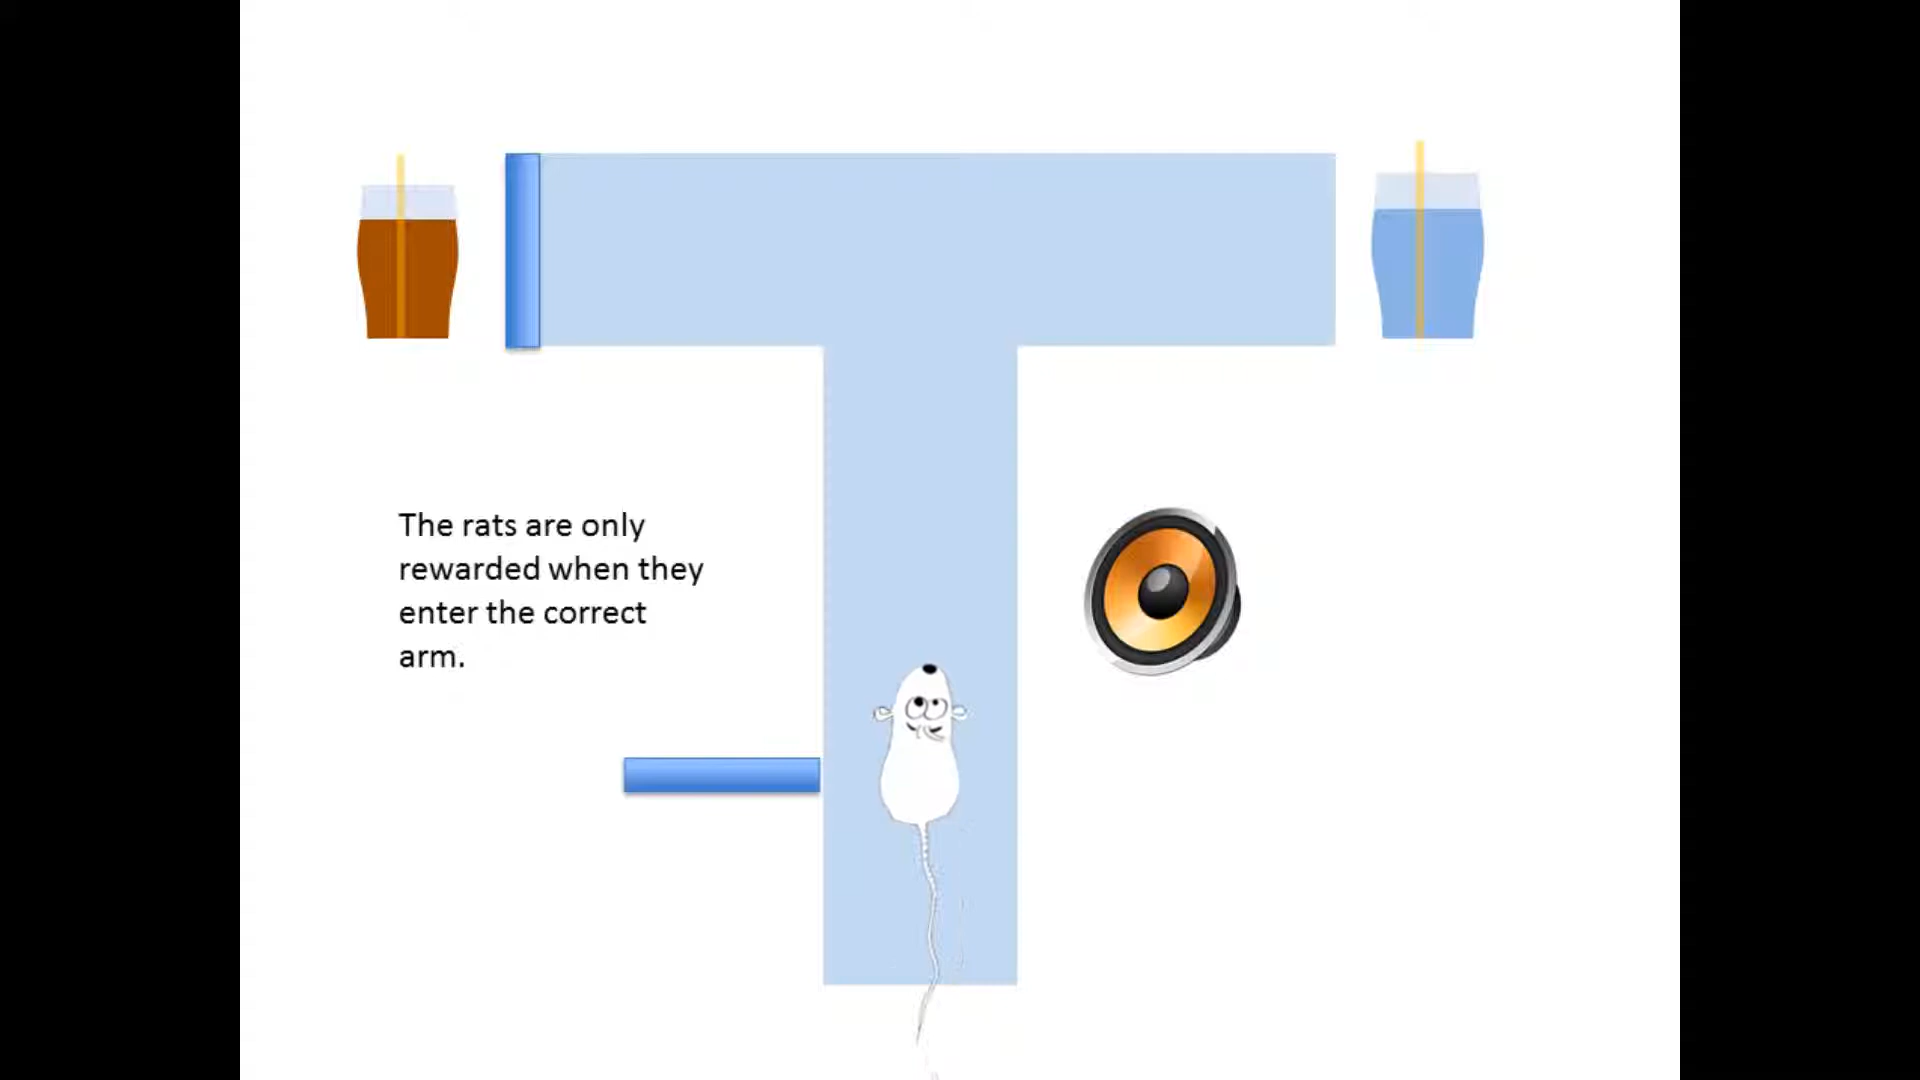 The rats are only
rewarded when they
enter the correct
arm.